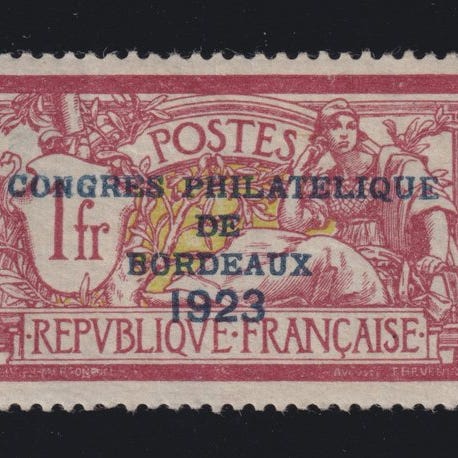 POSTES
CONGRES PHILATELIQUE
1fr
DE
BORDEAUX
1923
·REPVBLIQVE·FRANÇAISE·